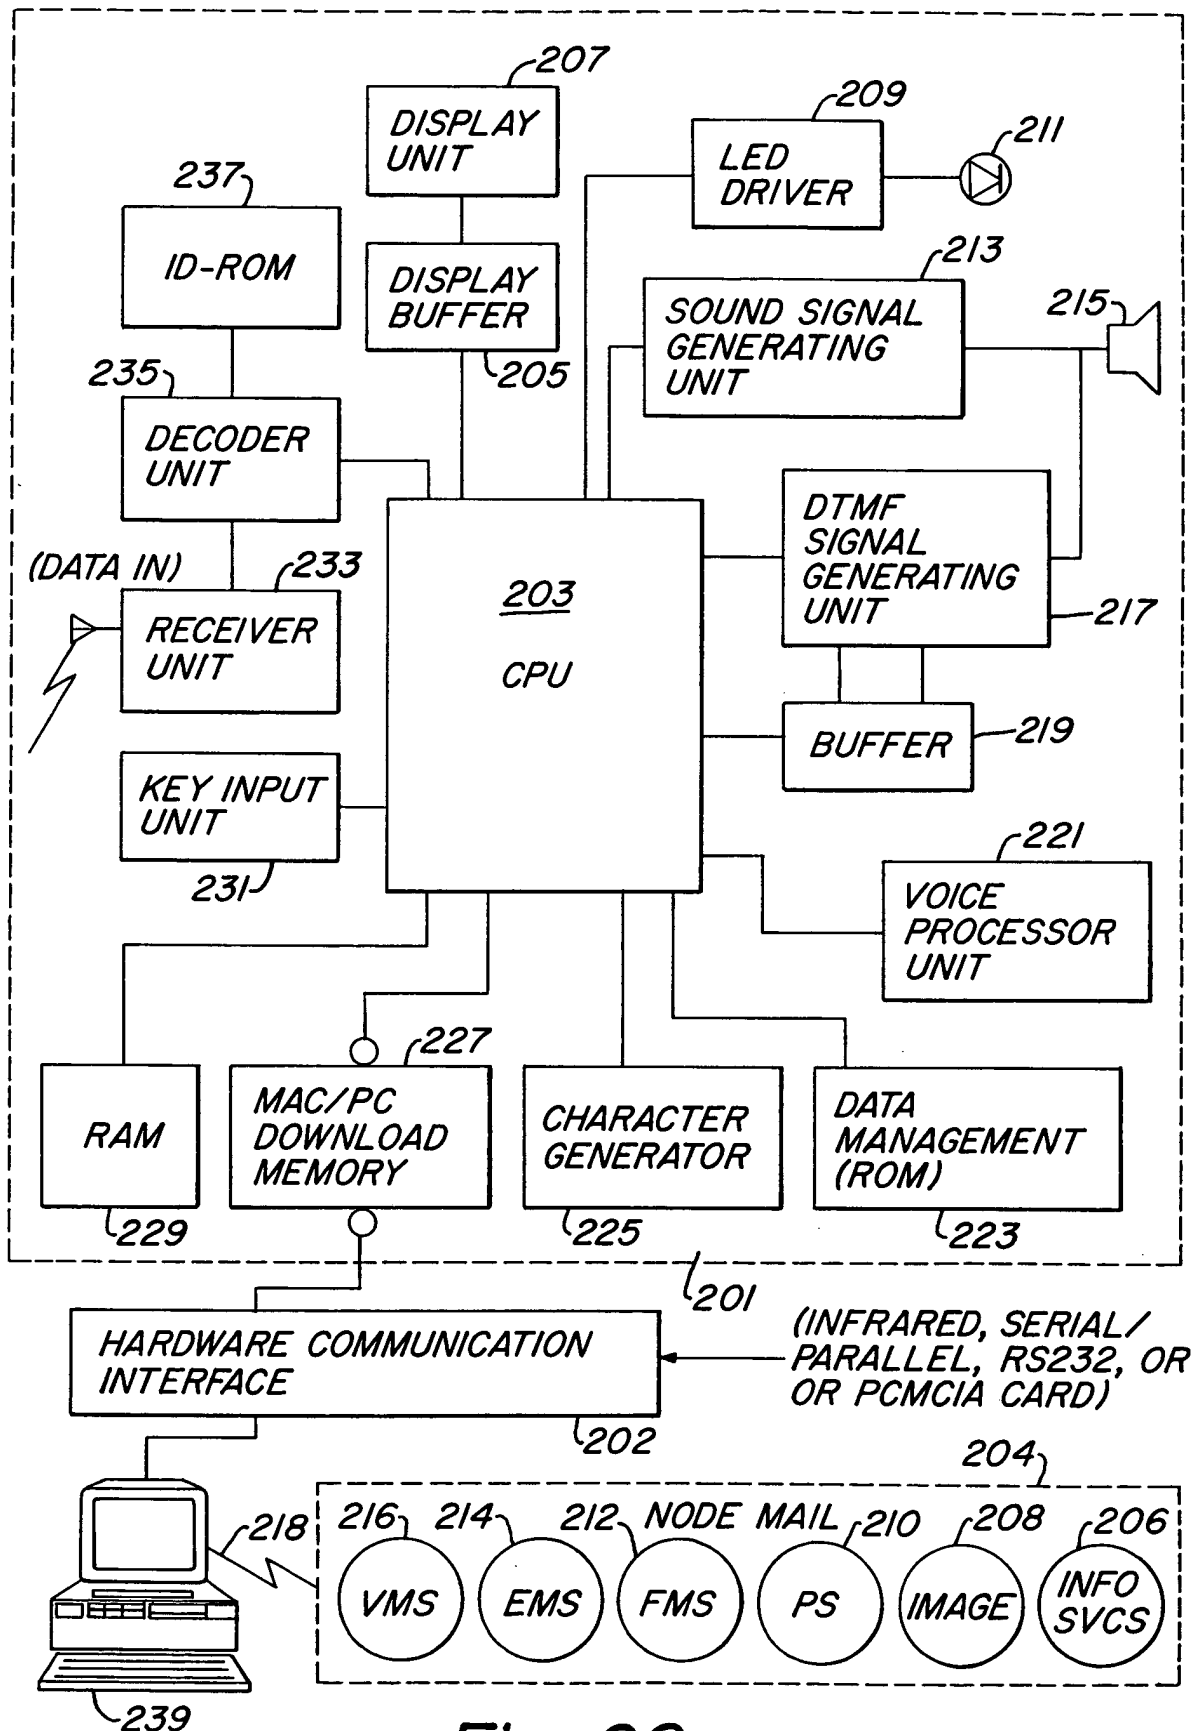 207
DISPLAY
UNIT
209
LED
DRIVER
211
237
ID-ROM
DISPLAY
BUFFER
205
213
SOUND SIGNAL
GENERATING
UNIT
215
235
DECODER
UNIT
DTMF
SIGNAL
GENERATING
UNIT
217
(DATA IN)
233
RECEIVER
UNIT
203
CPU
BUFFER
219
KEY INPUT
UNIT
231
221
VOICE
PROCESSOR
UNIT
RAM
229
227
MAC/PC
DOWNLOAD
MEMORY
CHARACTER
GENERATOR
225
DATA
MANAGEMENT
(ROM)
223
201
HARDWARE COMMUNICATION
INTERFACE
202
(INFRARED, SERIAL/
PARALLEL, RS232, OR
OR PCMCIA CARD)
204
NODE MAIL
218
216
VMS
214
EMS
212
FMS
210
PS
208
IMAGE
206
INFO
SVCS
239